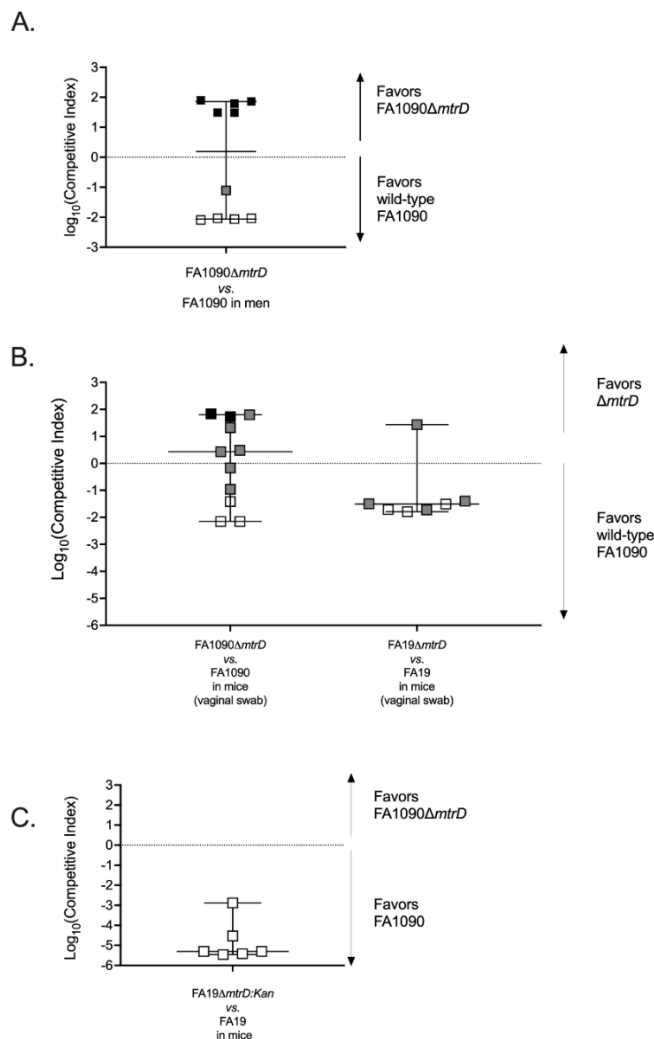 A.
log10(Competitive Index)
3
2
1
0
-1
-2
-3
Favors
FA1090ΔmtrD
Favors
wild-type
FA1090
FA1090ΔmtrD
vs.
FA1090 in men
B.
Log10(Competitive Index)
3
2
1
0
-1
-2
-3
-4
-5
-6
Favors
ΔmtrD
Favors
wild-type
FA1090
FA1090ΔmtrD
vs.
FA1090
in mice
(vaginal swab)
FA19ΔmtrD
vs.
FA19
in mice
(vaginal swab)
C.
Log10(Competitive Index)
3
2
1
0
-1
-2
-3
-4
-5
-6
Favors
FA1090ΔmtrD
Favors
FA1090
FA19ΔmtrD:Kan
vs.
FA19
in mice